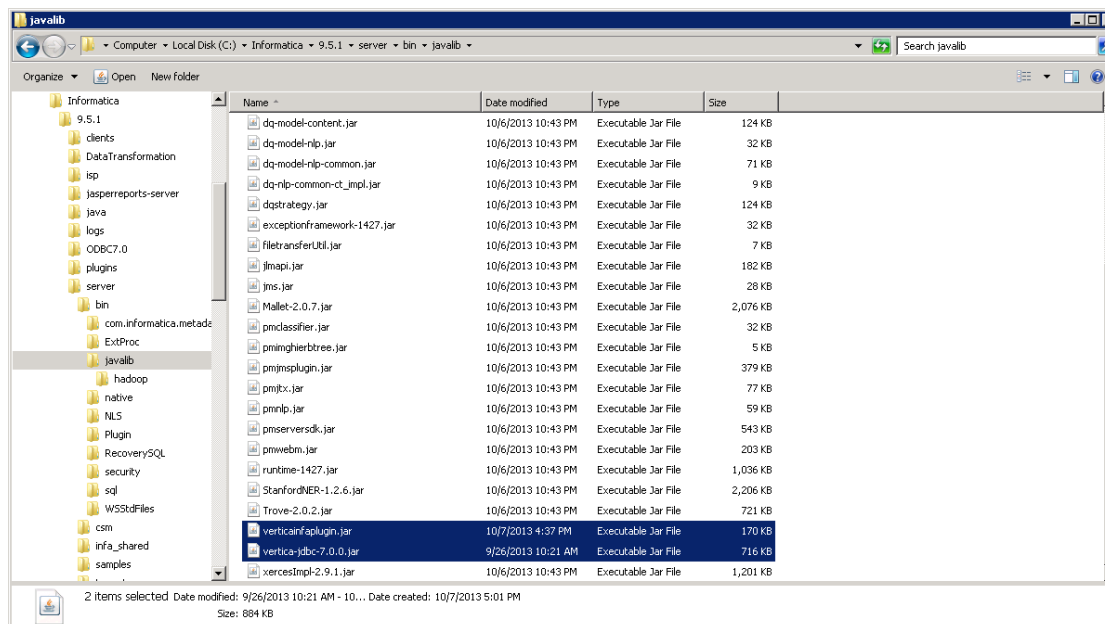 javalib
Computer Local Disk (C:) Informatica 9.5.1 server bin javalib Search javalib
Organize Open New folder
Informatica
9.5.1
clients
DataTransformation
isp
jasperreports-server
java
logs
ODBC7.0
plugins
server
bin
com.informatica.metada
ExtProc
javalib
hadoop
native
NLS
Plugin
RecoverySQL
security
sql
WSStdFiles
csm
infa_shared
samples
Name Date modified Type Size
dq-model-content.jar 10/6/2013 10:43 PM Executable Jar File 124 KB
dq-model-nlp.jar 10/6/2013 10:43 PM Executable Jar File 32 KB
dq-model-nlp-common.jar 10/6/2013 10:43 PM Executable Jar File 71 KB
dq-nlp-common-ct_impl.jar 10/6/2013 10:43 PM Executable Jar File 9 KB
dqstrategy.jar 10/6/2013 10:43 PM Executable Jar File 124 KB
exceptionframework-1427.jar 10/6/2013 10:43 PM Executable Jar File 32 KB
filetransferUtil.jar 10/6/2013 10:43 PM Executable Jar File 7 KB
jlmapi.jar 10/6/2013 10:43 PM Executable Jar File 182 KB
jms.jar 10/6/2013 10:43 PM Executable Jar File 28 KB
Mallet-2.0.7.jar 10/6/2013 10:43 PM Executable Jar File 2,076 KB
pmclassifier.jar 10/6/2013 10:43 PM Executable Jar File 32 KB
pmimghierbtree.jar 10/6/2013 10:43 PM Executable Jar File 5 KB
pmjmsplugin.jar 10/6/2013 10:43 PM Executable Jar File 379 KB
pmjtx.jar 10/6/2013 10:43 PM Executable Jar File 77 KB
pmnlp.jar 10/6/2013 10:43 PM Executable Jar File 59 KB
pmserversdk.jar 10/6/2013 10:43 PM Executable Jar File 543 KB
pmwebm.jar 10/6/2013 10:43 PM Executable Jar File 203 KB
runtime-1427.jar 10/6/2013 10:43 PM Executable Jar File 1,036 KB
StanfordNER-1.2.6.jar 10/6/2013 10:43 PM Executable Jar File 2,206 KB
Trove-2.0.2.jar 10/6/2013 10:43 PM Executable Jar File 721 KB
verticainfaplugin.jar 10/7/2013 4:37 PM Executable Jar File 170 KB
vertica-jdbc-7.0.0.jar 9/26/2013 10:21 AM Executable Jar File 716 KB
xercesImpl-2.9.1.jar 10/6/2013 10:43 PM Executable Jar File 1,201 KB
2 items selected Date modified: 9/26/2013 10:21 AM - 10... Date created: 10/7/2013 5:01 PM
Size: 884 KB